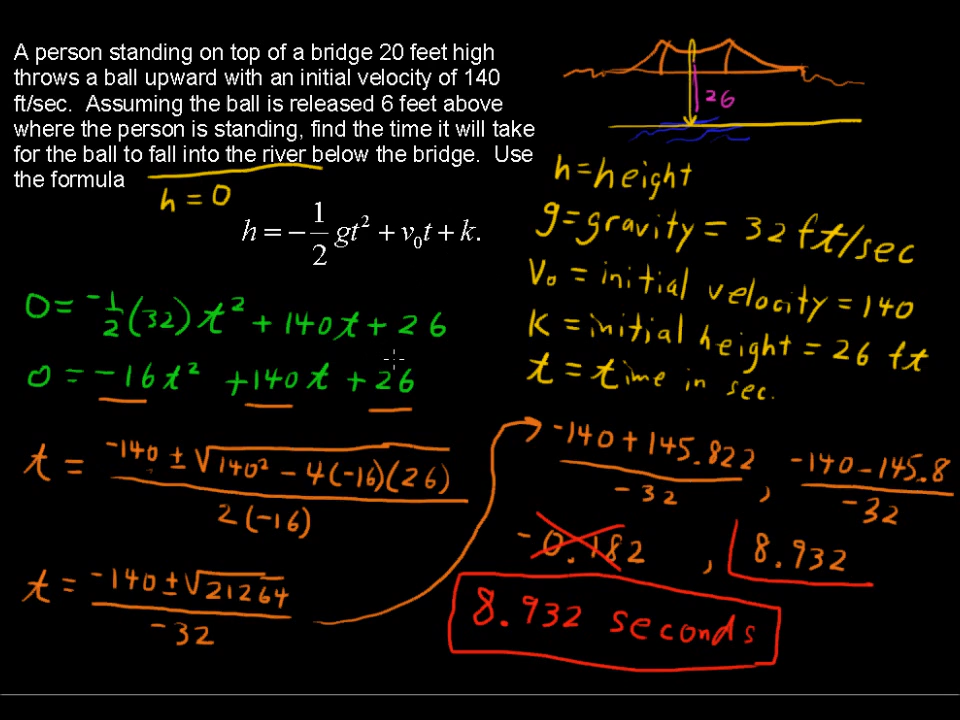 A person standing on top of a bridge 20 feet high
throws a ball upward with an initial velocity of 140
ft/sec. Assuming the ball is released 6 feet above
where the person is standing, find the time it will take
for the ball to fall into the river below the bridge. Use
the formula
h = 0
h = -1/2 gt² + v₀t + k.
26
h = height
g = gravity = 32 ft/sec
V₀ = initial velocity = 140
K = initial height = 26 ft
t = time in sec.
0 = -1/2 (32) t² + 140t + 26
0 = -16t² + 140t + 26
t = (-140 ± √(140² - 4(-16)(26))) / 2(-16)
t = (-140 ± √21264) / -32
(-140 + 145.822) / -32 , (-140 - 145.8) / -32
-0.182 , 8.932
8.932 seconds